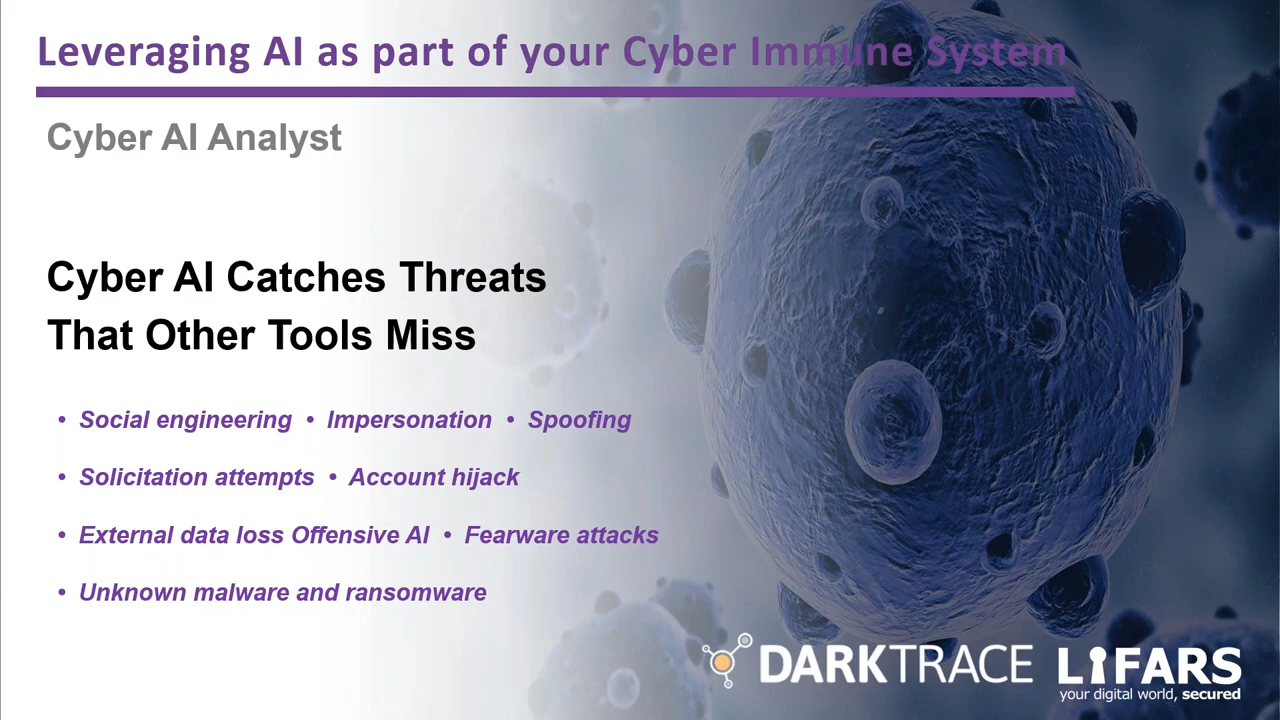 Leveraging AI as part of your Cyber Immune System
Cyber AI Analyst
Cyber AI Catches Threats
That Other Tools Miss
• Social engineering • Impersonation • Spoofing
• Solicitation attempts • Account hijack
• External data loss Offensive AI • Fearware attacks
• Unknown malware and ransomware
DARKTRACE
LIFARS
your digital world, secured